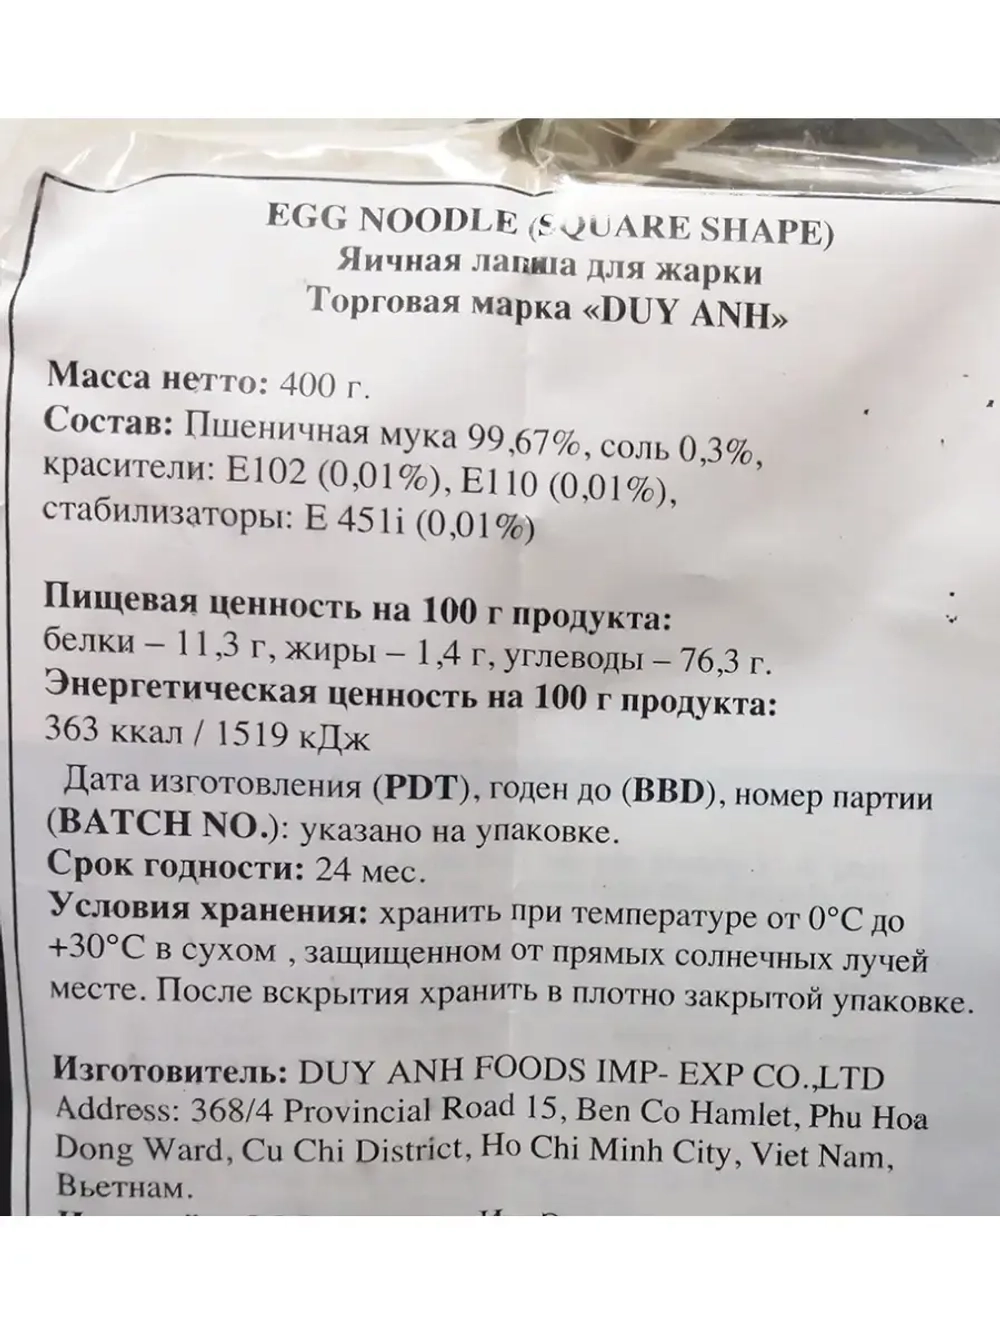 EGG NOODLE (SQUARE SHAPE)
Яичная лапша для жарки
Торговая марка «DUY ANH»
Масса нетто: 400 г.
Состав: Пшеничная мука 99,67%, соль 0,3%,
красители: Е102 (0,01%), Е110 (0,01%),
стабилизаторы: Е 451i (0,01%)
Пищевая ценность на 100 г продукта:
белки – 11,3 г, жиры – 1,4 г, углеводы – 76,3 г.
Энергетическая ценность на 100 г продукта:
363 ккал / 1519 кДж
Дата изготовления (PDT), годен до (BBD), номер партии
(BATCH NO.): указано на упаковке.
Срок годности: 24 мес.
Условия хранения: хранить при температуре от 0°С до
+30°С в сухом , защищенном от прямых солнечных лучей
месте. После вскрытия хранить в плотно закрытой упаковке.
Изготовитель: DUY ANH FOODS IMP- EXP CO.,LTD
Address: 368/4 Provincial Road 15, Ben Co Hamlet, Phu Hoa
Dong Ward, Cu Chi District, Ho Chi Minh City, Viet Nam,
Вьетнам.